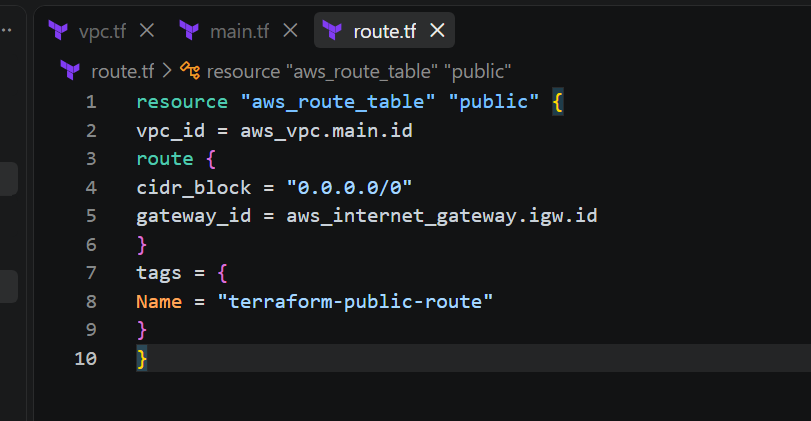 vpc.tf main.tf route.tf
route.tf > resource "aws_route_table" "public"
1 resource "aws_route_table" "public" {
2 vpc_id = aws_vpc.main.id
3 route {
4 cidr_block = "0.0.0.0/0"
5 gateway_id = aws_internet_gateway.igw.id
6 }
7 tags = {
8 Name = "terraform-public-route"
9 }
10 }